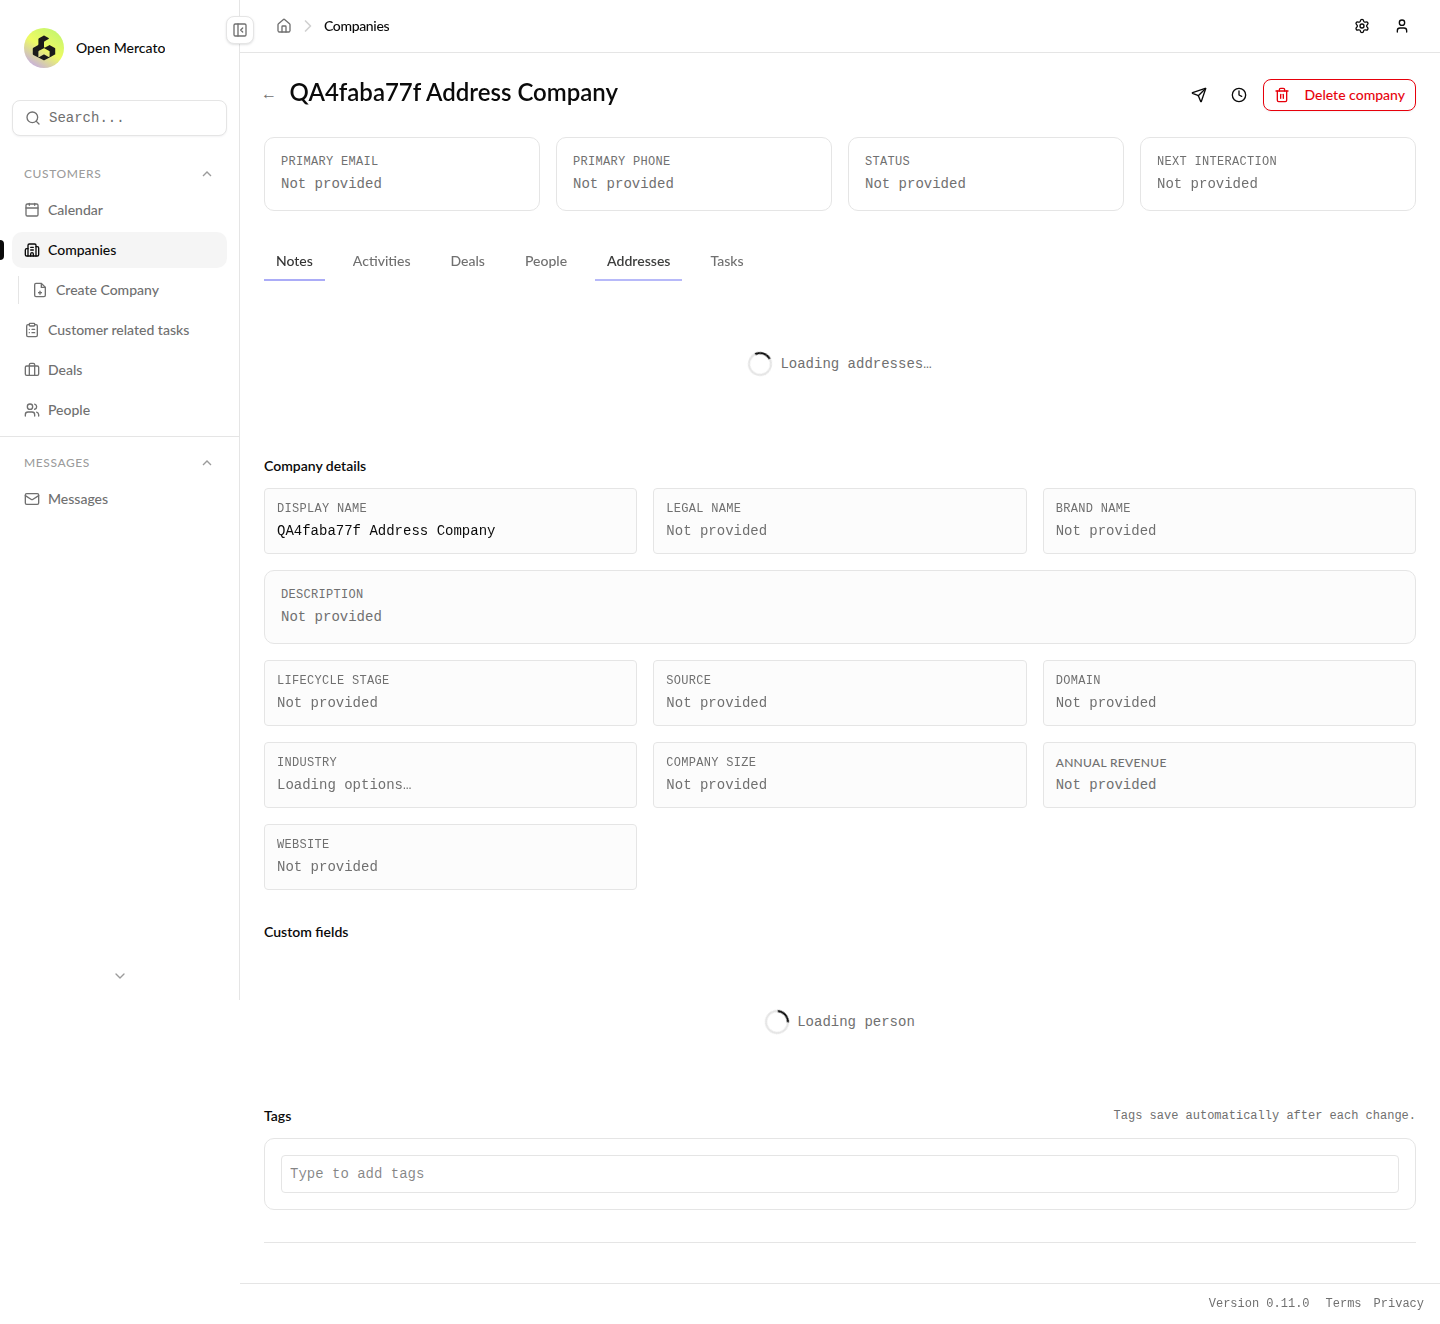 Open Mercato
Companies
Search...
CUSTOMERS
Calendar
Companies
Create Company
Customer related tasks
Deals
People
MESSAGES
Messages
← QA4faba77f Address Company
Delete company
PRIMARY EMAIL
Not provided
PRIMARY PHONE
Not provided
STATUS
Not provided
NEXT INTERACTION
Not provided
Notes Activities Deals People Addresses Tasks
Loading addresses…
Company details
DISPLAY NAME
QA4faba77f Address Company
LEGAL NAME
Not provided
BRAND NAME
Not provided
DESCRIPTION
Not provided
LIFECYCLE STAGE
Not provided
SOURCE
Not provided
DOMAIN
Not provided
INDUSTRY
Loading options…
COMPANY SIZE
Not provided
ANNUAL REVENUE
Not provided
WEBSITE
Not provided
Custom fields
Loading person
Tags
Tags save automatically after each change.
Type to add tags
Version 0.11.0 Terms Privacy